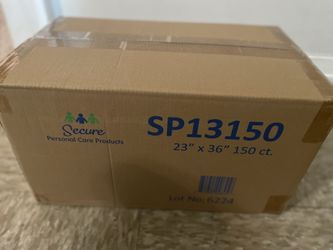 Secure
Personal Care Products
SP13150
23" x 36" 150 ct.
Lot No. 6224